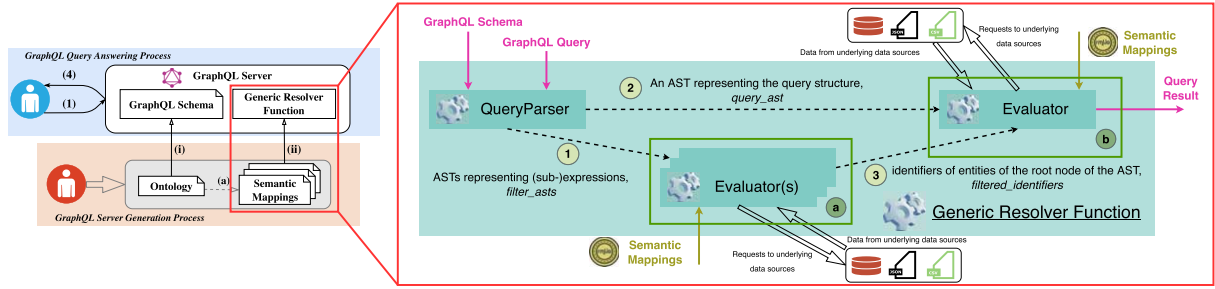 GraphQL Query Answering Process
(4)
(1)
GraphQL Server
GraphQL Schema
Generic Resolver
Function
(i)
(ii)
Ontology
(a)
Semantic
Mappings
GraphQL Server Generation Process
GraphQL Schema
GraphQL Query
QueryParser
2
An AST representing the query structure,
query_ast
1
ASTs representing (sub-)expressions,
filter_asts
Evaluator(s)
a
Semantic
Mappings
Requests to underlying
data sources
Data from underlying data sources
JSON
CSV
JSON
CSV
Data from underlying data sources
Requests to underlying
data sources
Semantic
Mappings
Evaluator
b
Query
Result
3
identifiers of entities of the root node of the AST,
filtered_identifiers
Generic Resolver Function